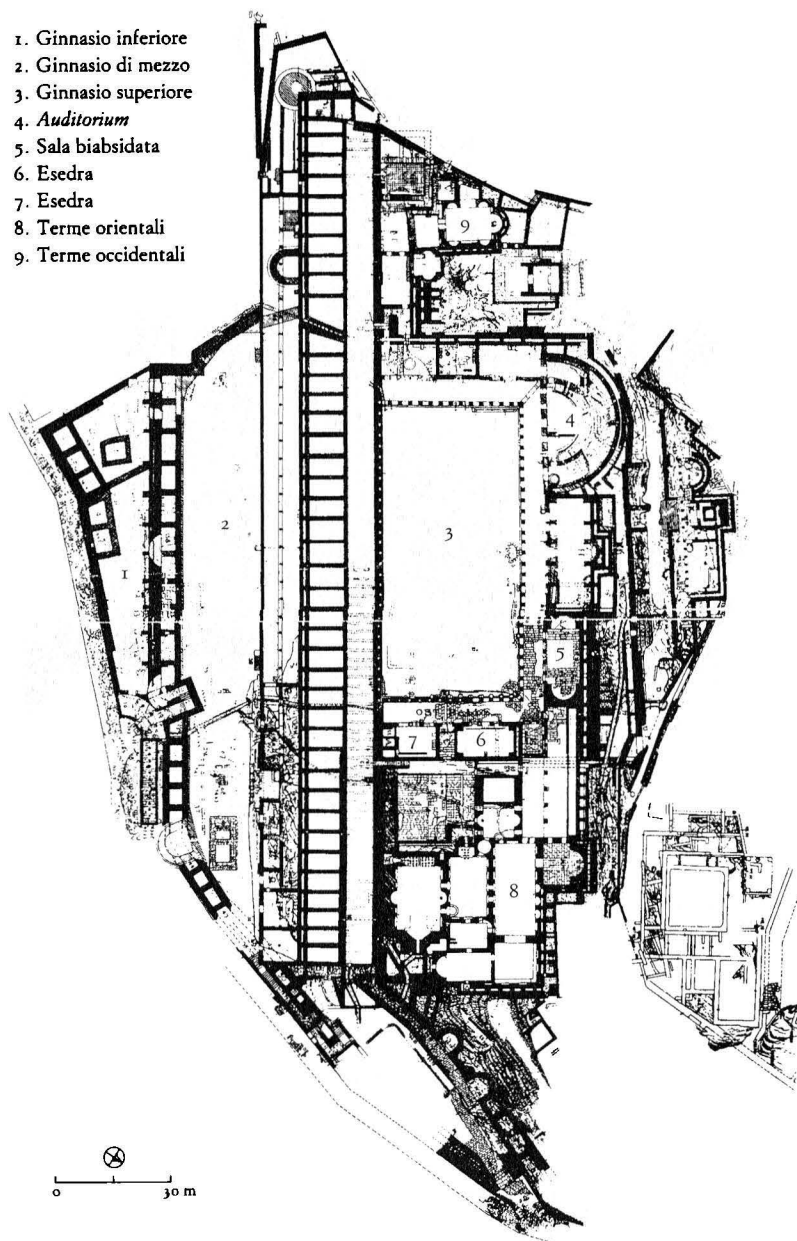 1. Ginnasio inferiore
2. Ginnasio di mezzo
3. Ginnasio superiore
4. Auditorium
5. Sala biabsidata
6. Esedra
7. Esedra
8. Terme orientali
9. Terme occidentali
9
4
2
3
1
5
7
6
8
0 30 m